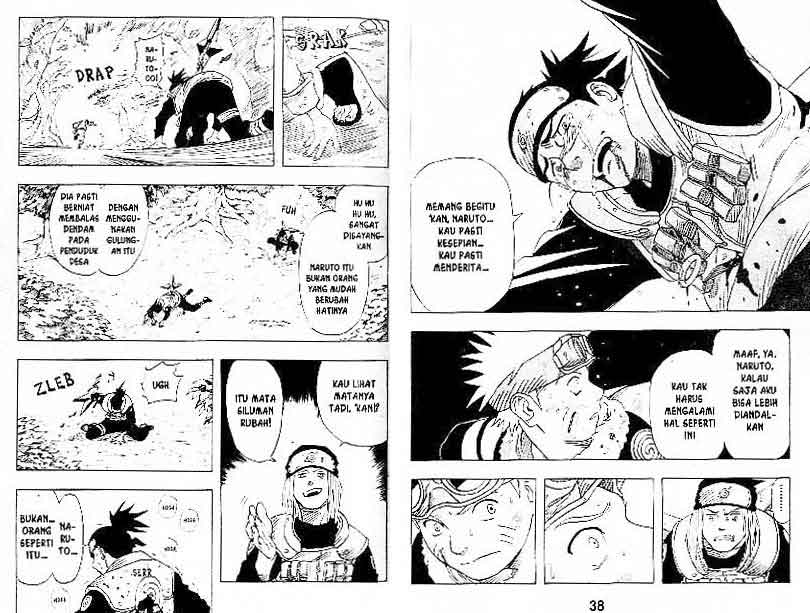 MEMANG BEGITU
'KAN, NARUTO...
KAU PASTI
KESEPIAN...
KAU PASTI
MENDERITA...
MAAF, YA.
NARUTO,
KALAU
SAJA AKU
BISA LEBIH
DIANDAL-
KAN
KAU TAK
HARUS
MENGALAMI
HAL SEPERTI
INI
38
GRAP
NA-
RU-
TO-
OO!
DRAP
HU HU
HU HU,
SANGAT
DISAYANG-
KAN
NARUTO ITU
BUKAN ORANG
YANG MUDAH
BERUBAH
HATINYA
FUH
DENGAN
MENGGU-
NAKAN
GULUNG-
AN ITU
DIA PASTI
BERNIAT
MEMBALAS
DENDAM
PADA
PENDUDUK
DESA
KAU LIHAT
MATANYA
TADI, 'KAN!?
ITU MATA
SILUMAN
RUBAH!
UGH
ZLEB
NA-
RU-
TO...
BUKAN...
ORANG
SEPERTI
ITU...
SERR